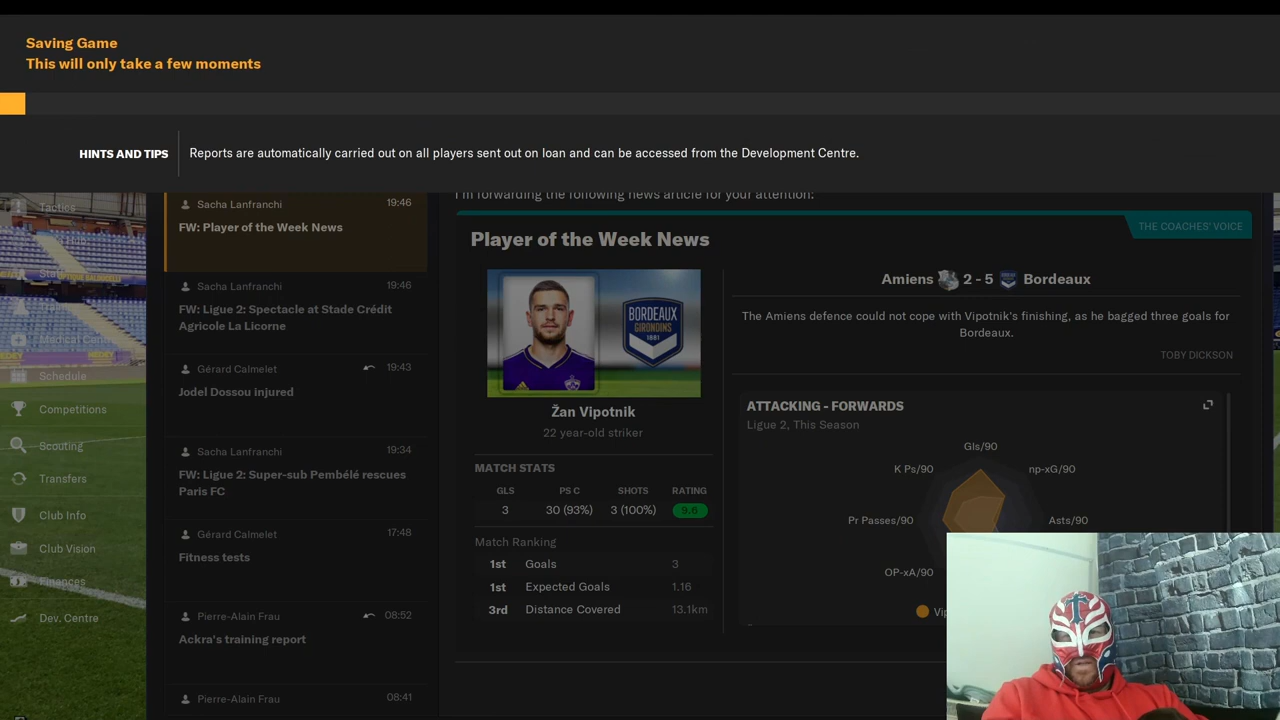 Saving Game
This will only take a few moments
HINTS AND TIPS
Reports are automatically carried out on all players sent out on loan and can be accessed from the Development Centre.
I'm forwarding the following news article for your attention:
Tactics
Medical Centr
Schedule
Competitions
Scouting
Transfers
Club Info
Club Vision
Finances
Dev. Centre
Sacha Lanfranchi 19:46
FW: Player of the Week News
Sacha Lanfranchi 19:46
FW: Ligue 2: Spectacle at Stade Crédit
Agricole La Licorne
Gérard Calmelet 19:43
Jodel Dossou injured
Sacha Lanfranchi 19:34
FW: Ligue 2: Super-sub Pembélé rescues
Paris FC
Gérard Calmelet 17:48
Fitness tests
Pierre-Alain Frau 08:52
Ackra's training report
Pierre-Alain Frau 08:41
THE COACHES' VOICE
Player of the Week News
BORDEAUX
GIRONDINS
1881
Žan Vipotnik
22 year-old striker
MATCH STATS
GLS PS C SHOTS RATING
3 30 (93%) 3 (100%) 9.6
Match Ranking
1st Goals 3
1st Expected Goals 1.16
3rd Distance Covered 13.1km
Amiens 2 - 5 Bordeaux
The Amiens defence could not cope with Vipotnik's finishing, as he bagged three goals for
Bordeaux.
TOBY DICKSON
ATTACKING - FORWARDS
Ligue 2, This Season
Gls/90
K Ps/90 np-xG/90
Pr Passes/90 Asts/90
OP-xA/90